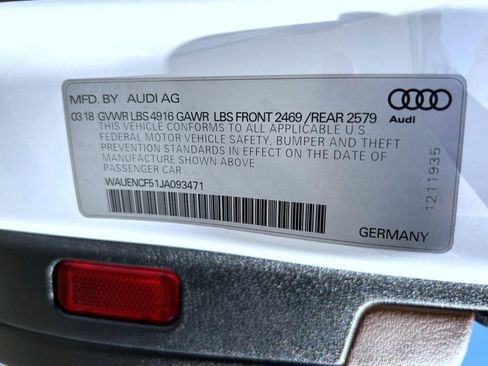 MFD. BY AUDI AG
03 18 GVWR LBS 4916 GAWR LBS FRONT 2469 /REAR 2579
THIS VEHICLE CONFORMS TO ALL APPLICABLE U.S.
FEDERAL MOTOR VEHICLE SAFETY, BUMPER AND THEFT
PREVENTION STANDARDS IN EFFECT ON THE DATE OF
MANUFACTURE SHOWN ABOVE
PASSENGER CAR
WAUENCF51JA093471
Audi
1211935
GERMANY